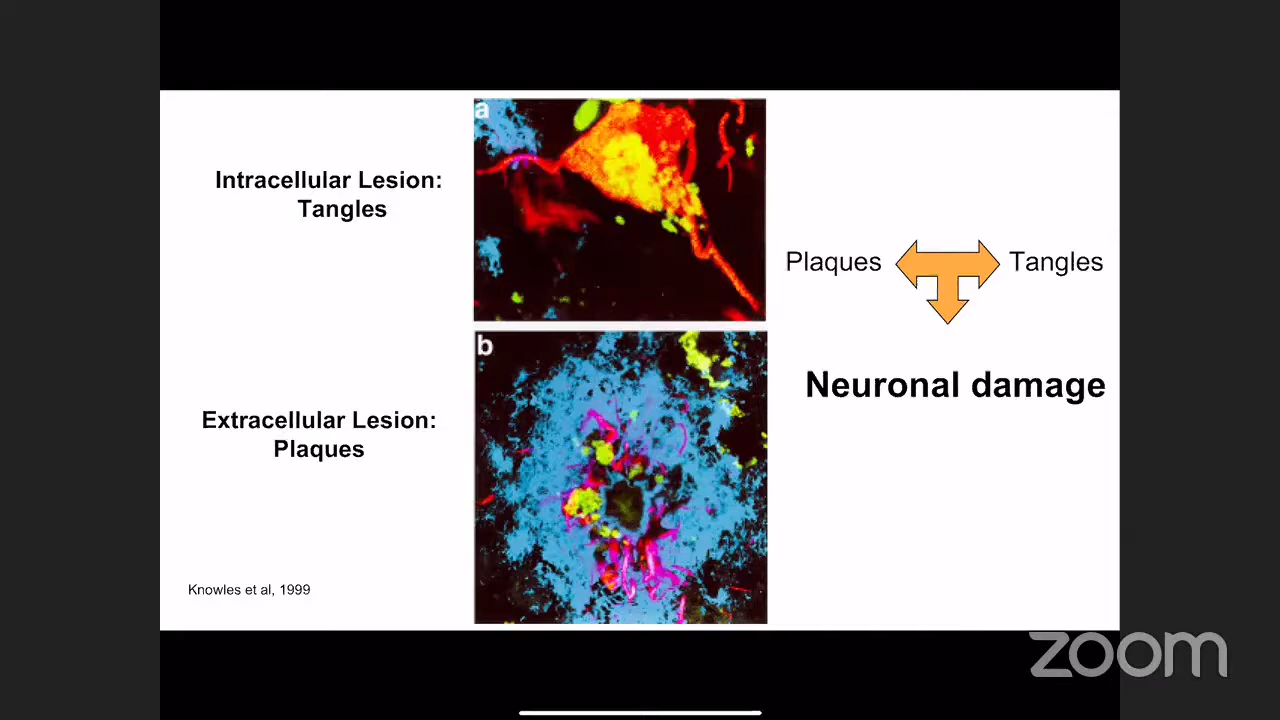 a
Intracellular Lesion:
Tangles
Plaques
Tangles
Neuronal damage
b
Extracellular Lesion:
Plaques
Knowles et al, 1999
zoom